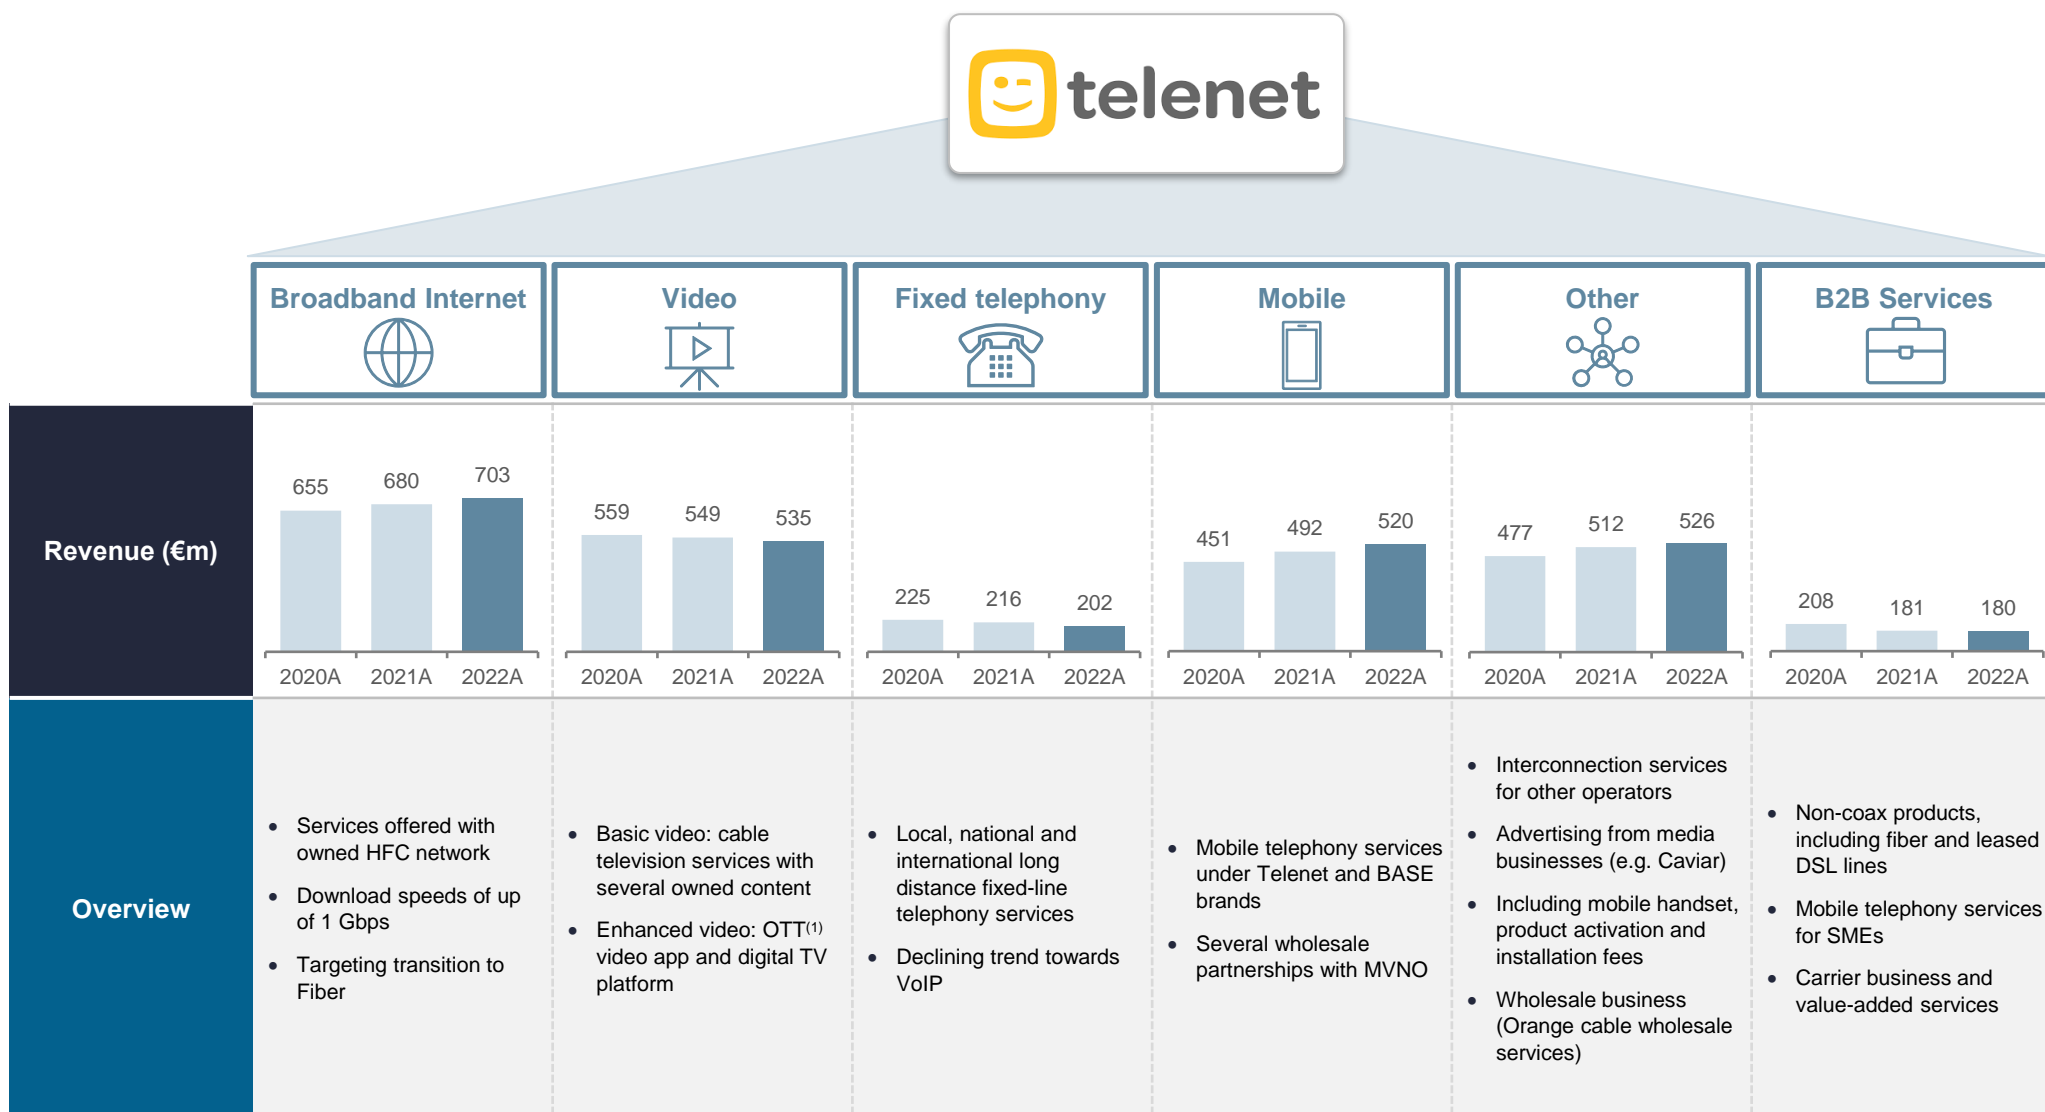 telenet
Broadband Internet
Video
Fixed telephony
Mobile
Other
B2B Services
Revenue (€m)
655
680
703
2020A
2021A
2022A
559
549
535
2020A
2021A
2022A
225
216
202
2020A
2021A
2022A
451
492
520
2020A
2021A
2022A
477
512
526
2020A
2021A
2022A
208
181
180
2020A
2021A
2022A
Overview
• Services offered with
owned HFC network
• Download speeds of up
of 1 Gbps
• Targeting transition to
Fiber
• Basic video: cable
television services with
several owned content
• Enhanced video: OTT(1)
video app and digital TV
platform
• Local, national and
international long
distance fixed-line
telephony services
• Declining trend towards
VoIP
• Mobile telephony services
under Telenet and BASE
brands
• Several wholesale
partnerships with MVNO
• Interconnection services
for other operators
• Advertising from media
businesses (e.g. Caviar)
• Including mobile handset,
product activation and
installation fees
• Wholesale business
(Orange cable wholesale
services)
• Non-coax products,
including fiber and leased
DSL lines
• Mobile telephony services
for SMEs
• Carrier business and
value-added services